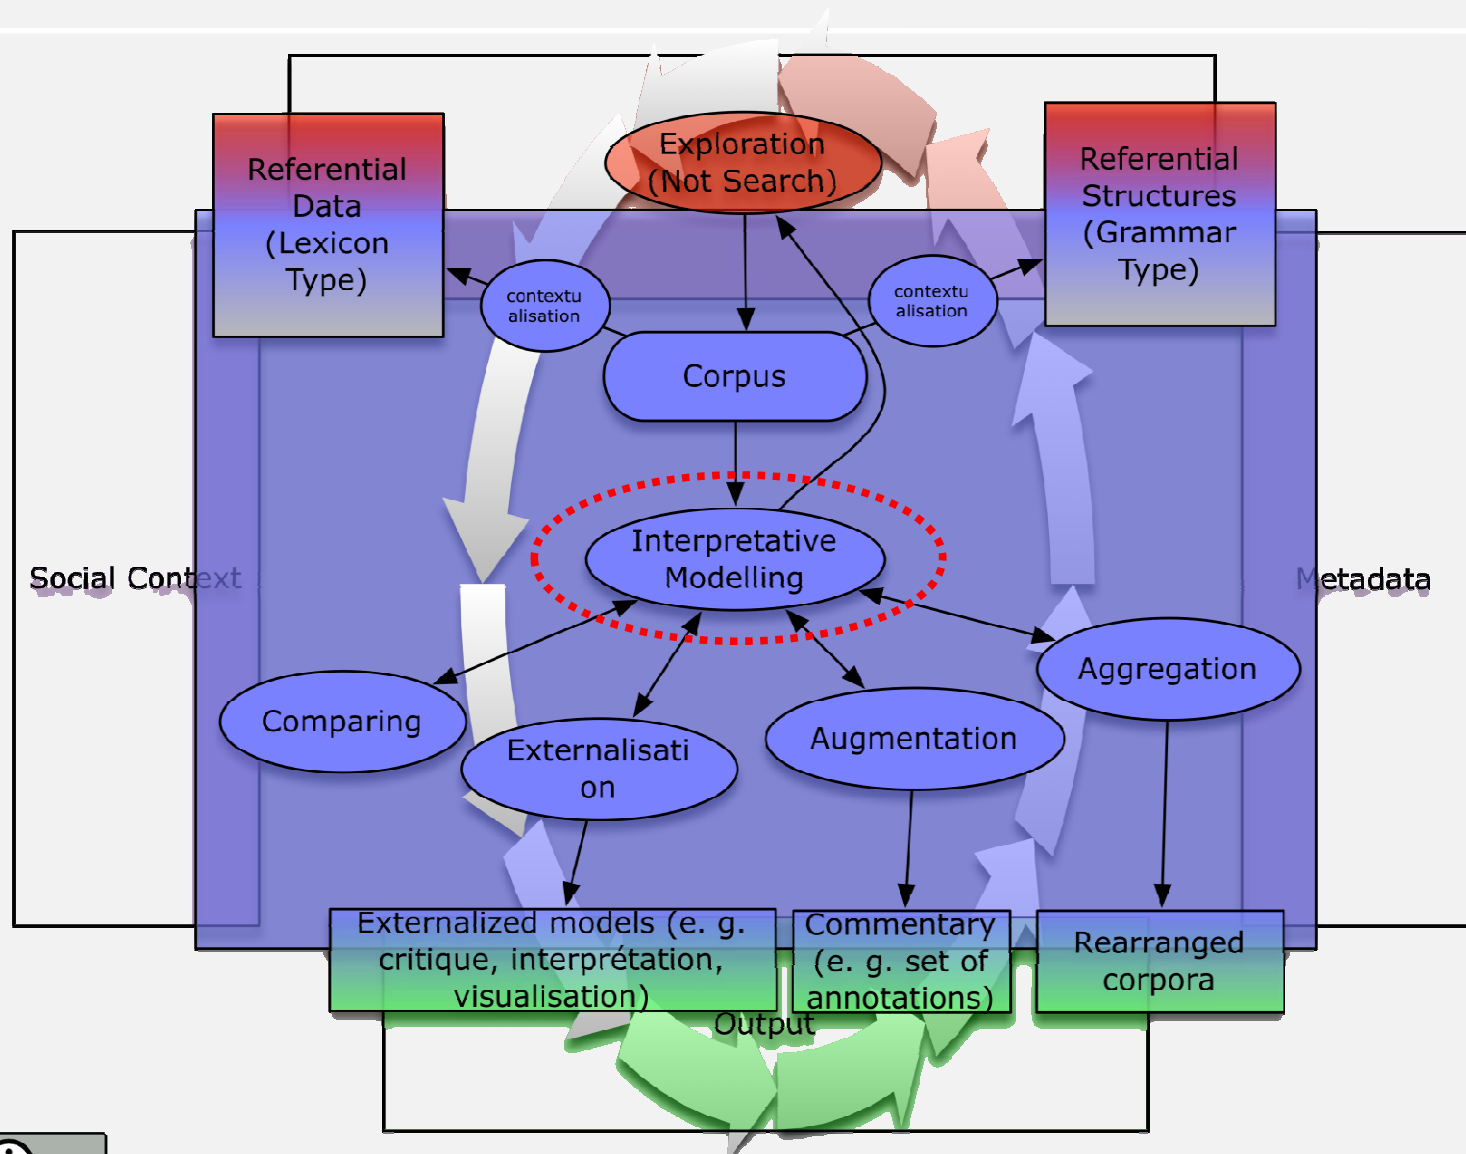 Exploration
(Not Search)
Referential
Data
(Lexicon
Type)
Referential
Structures
(Grammar
Type)
contextu
alisation
contextu
alisation
Corpus
Interpretative
Modelling
Social Context
Metadata
Comparing
Externalisati
on
Augmentation
Aggregation
Externalized models (e. g.
critique, interprétation,
visualisation)
Commentary
(e. g. set of
annotations)
Rearranged
corpora
Output